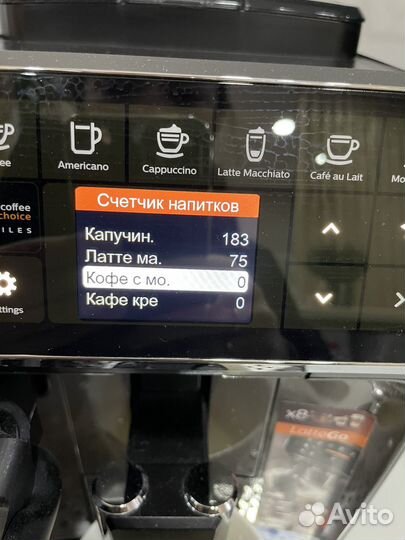 ee
Americano
Cappuccino
Latte Macchiato
Café au Lait
Mo
coffee
choice
ILES
Счетчик напитков
Капучин. 183
Латте ма. 75
Кофе с мо. 0
Кафе кре 0
ettings
x8
LatteGo
Avito